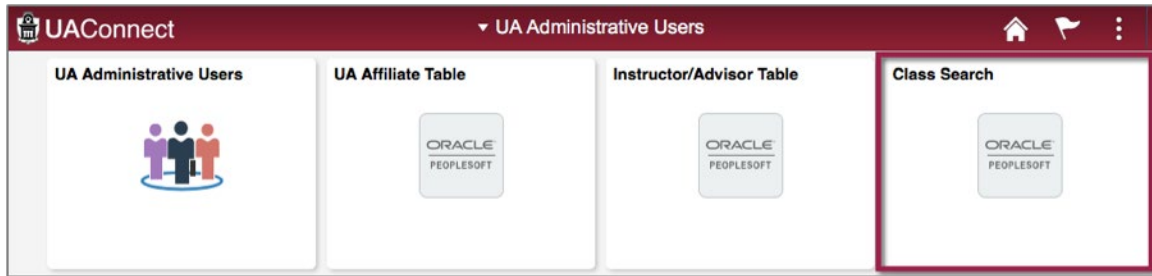 UAConnect
UA Administrative Users
UA Administrative Users
UA Affiliate Table
Instructor/Advisor Table
Class Search
ORACLE
PEOPLESOFT
ORACLE
PEOPLESOFT
ORACLE
PEOPLESOFT